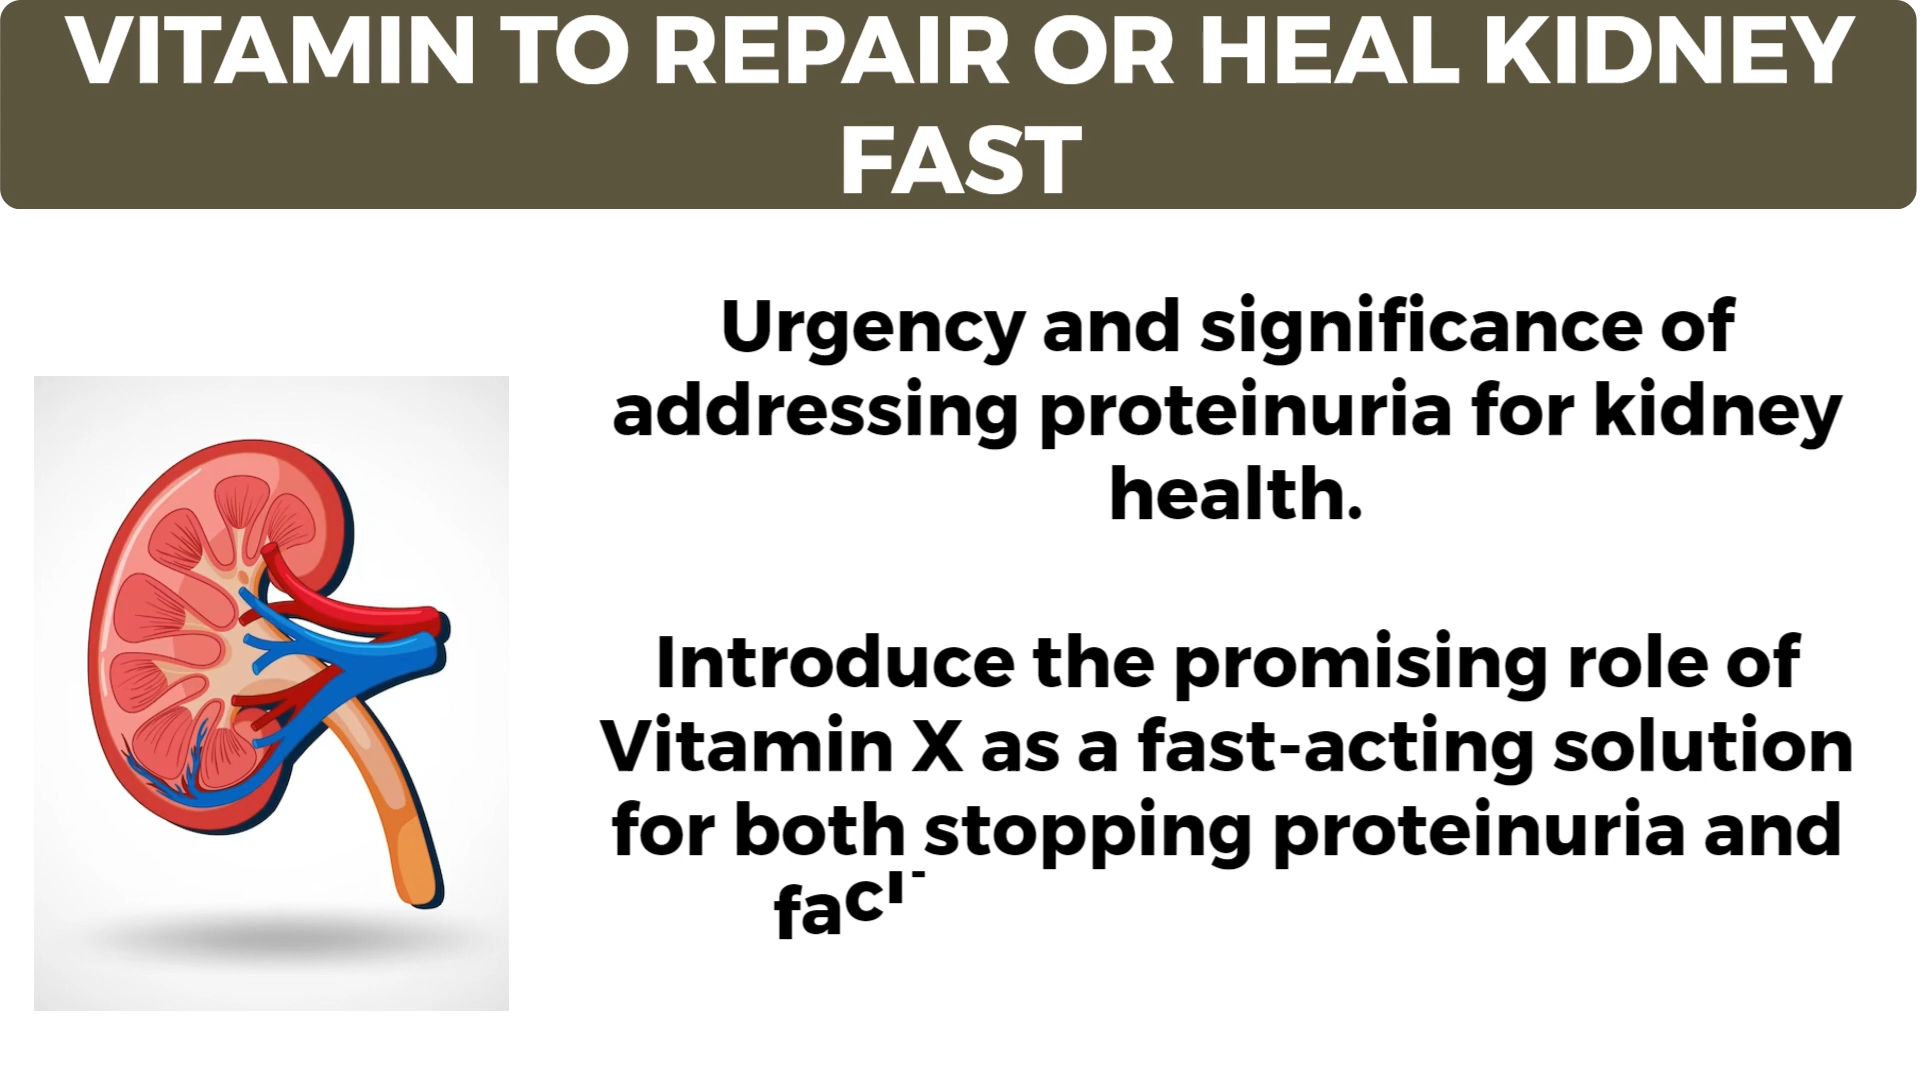 VITAMIN TO REPAIR OR HEAL KIDNEY
FAST
Urgency and significance of
addressing proteinuria for kidney
health.
Introduce the promising role of
Vitamin X as a fast-acting solution
for both stopping proteinuria and